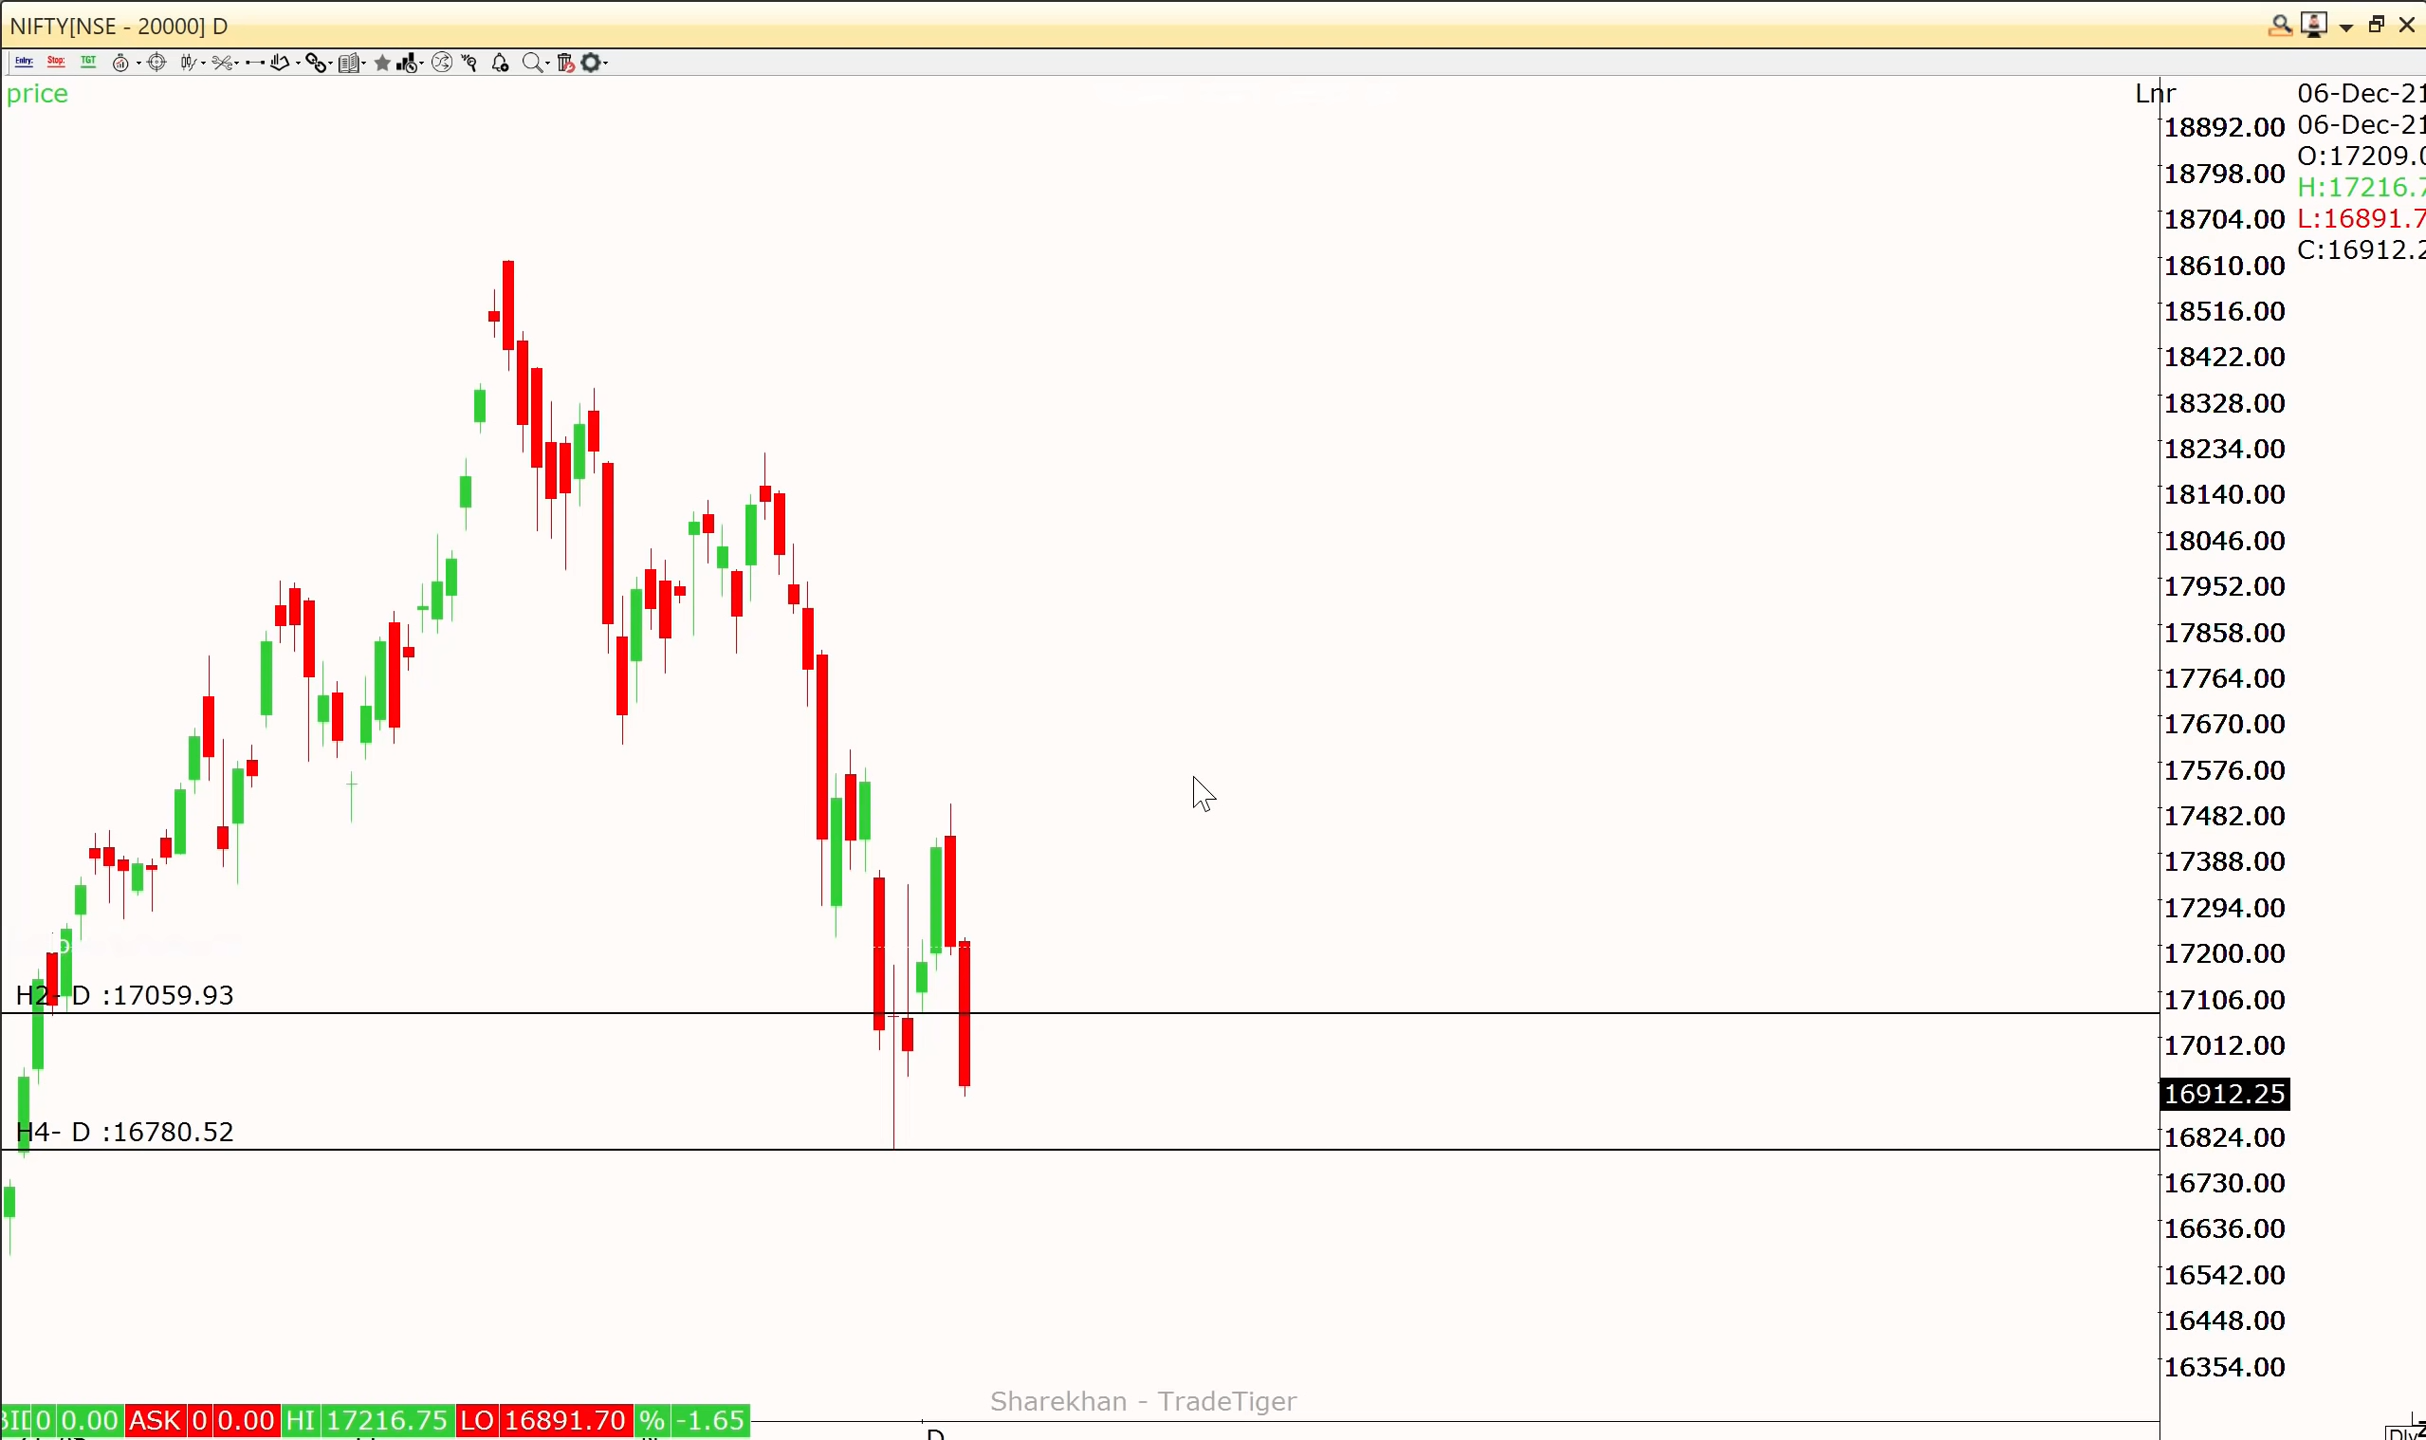 NIFTY[NSE - 20000] D
Entry: Stop: TGT
price
Lnr
06-Dec-21
06-Dec-21
O:17209.0
H:17216.7
L:16891.7
C:16912.2
18892.00
18798.00
18704.00
18610.00
18516.00
18422.00
18328.00
18234.00
18140.00
18046.00
17952.00
17858.00
17764.00
17670.00
17576.00
17482.00
17388.00
17294.00
17200.00
17106.00
17012.00
16912.25
16824.00
16730.00
16636.00
16542.00
16448.00
16354.00
H2- D :17059.93
H4- D :16780.52
Sharekhan - TradeTiger
BID 0 0.00 ASK 0 0.00 HI 17216.75 LO 16891.70 % -1.65
D